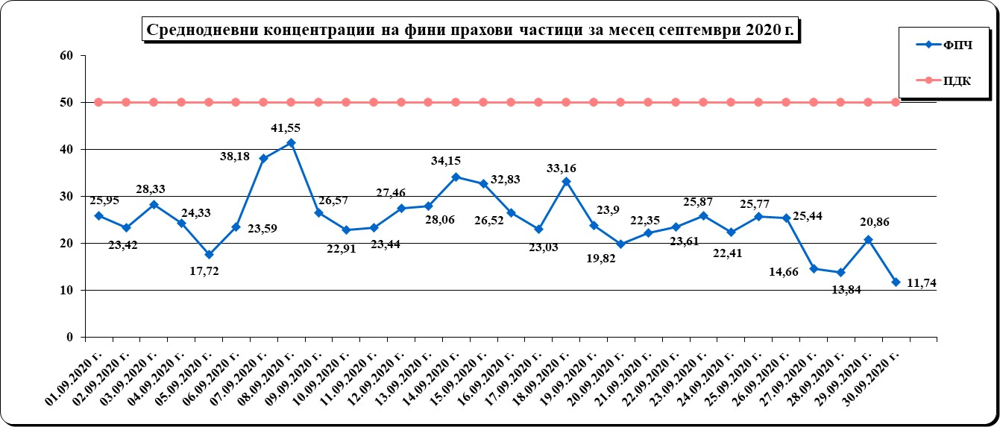 Среднодневни концентрации на фини прахови частици за месец септември 2020 г.
ФПЧ
ПДК
60
50
40
30
20
10
0
25,95
23,42
28,33
24,33
17,72
23,59
38,18
41,55
26,57
22,91
23,44
27,46
28,06
34,15
32,83
26,52
23,03
33,16
23,9
19,82
22,35
23,61
25,87
22,41
25,77
25,44
14,66
13,84
20,86
11,74
01.09.2020 г.
02.09.2020 г.
03.09.2020 г.
04.09.2020 г.
05.09.2020 г.
06.09.2020 г.
07.09.2020 г.
08.09.2020 г.
09.09.2020 г.
10.09.2020 г.
11.09.2020 г.
12.09.2020 г.
13.09.2020 г.
14.09.2020 г.
15.09.2020 г.
16.09.2020 г.
17.09.2020 г.
18.09.2020 г.
19.09.2020 г.
20.09.2020 г.
21.09.2020 г.
22.09.2020 г.
23.09.2020 г.
24.09.2020 г.
25.09.2020 г.
26.09.2020 г.
27.09.2020 г.
28.09.2020 г.
29.09.2020 г.
30.09.2020 г.